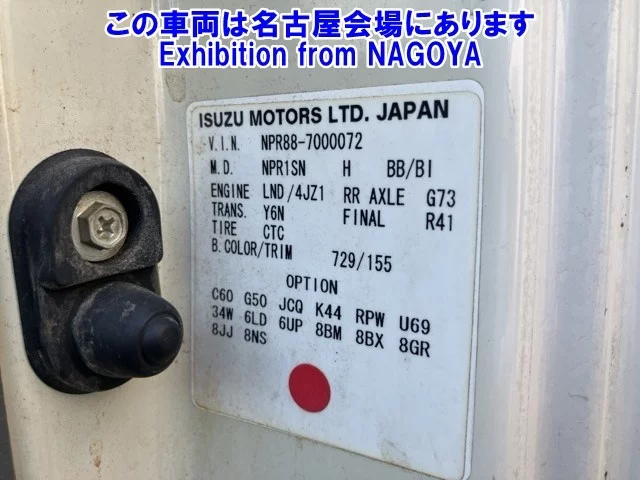 この車両は名古屋会場にあります
Exhibition from NAGOYA
ISUZU MOTORS LTD. JAPAN
V.I.N. NPR88-7000072
M.D. NPR1SN H BB/BI
ENGINE LND/4JZ1 RR AXLE G73
TRANS. Y6N FINAL R41
TIRE CTC
B.COLOR/TRIM 729/155
OPTION
C60 G50 JCQ K44 RPW U69
34W 6LD 6UP 8BM 8BX 8GR
8JJ 8NS